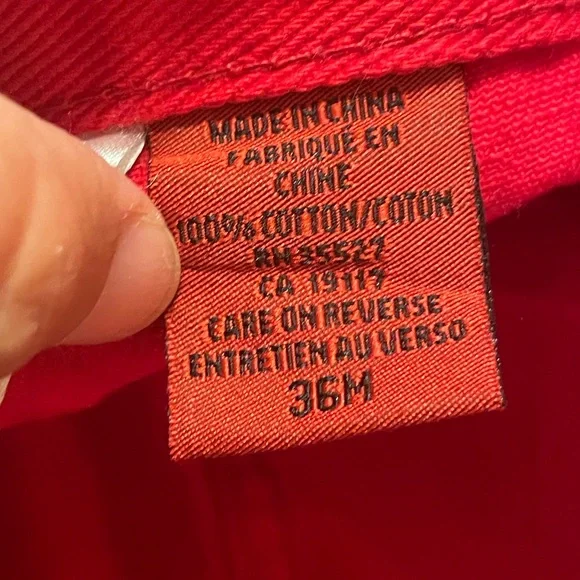 MADE IN CHINA
FABRIQUÉ EN
CHINE
100% COTTON/COTON
RN 35527
CA 19117
CARE ON REVERSE
ENTRETIEN AU VERSO
36M